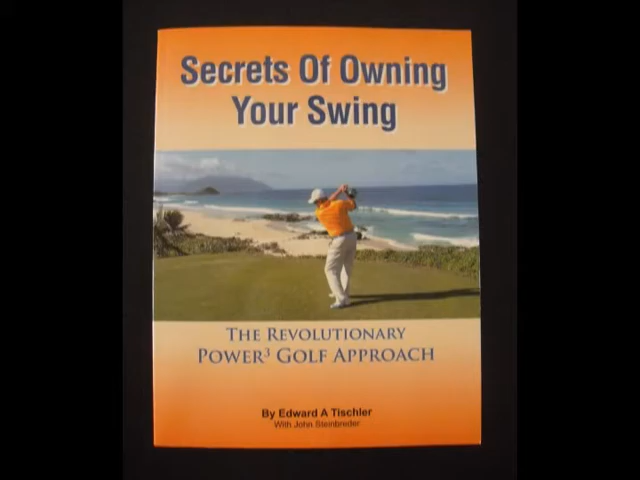 Secrets Of Owning
Your Swing
THE REVOLUTIONARY
POWER³ GOLF APPROACH
By Edward A Tischler
With John Steinbreder